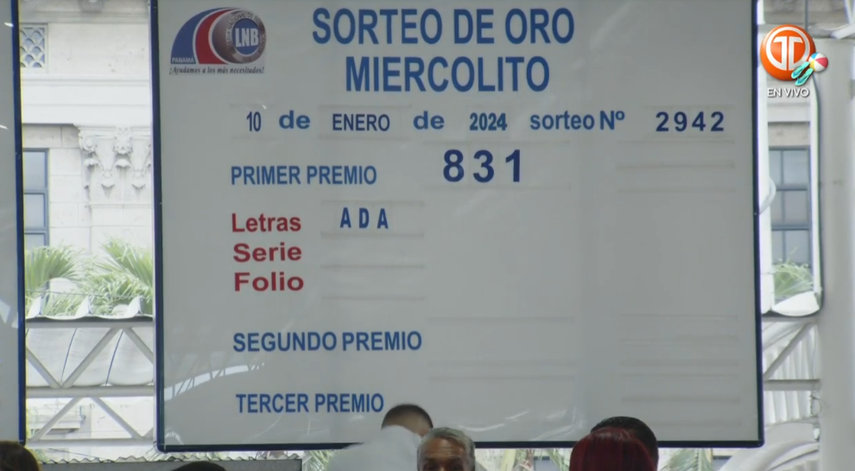 LNB
PANAMÁ
¡Ayudamos a los más necesitados!
SORTEO DE ORO
MIERCOLITO
EN VIVO
10 de ENERO de 2024 sorteo Nº 2942
PRIMER PREMIO 831
Letras ADA
Serie
Folio
SEGUNDO PREMIO
TERCER PREMIO